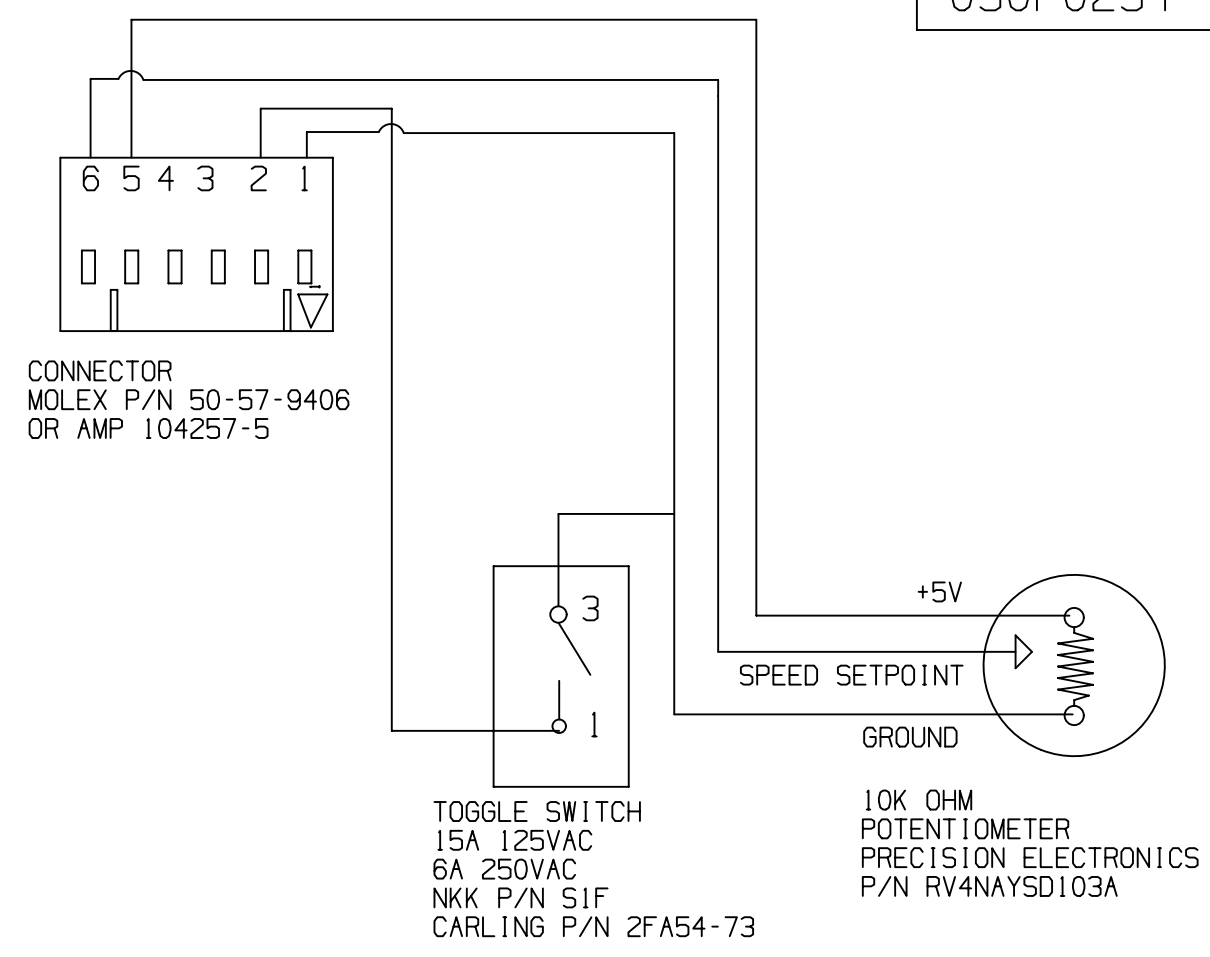 6 5 4 3 2 1
CONNECTOR
MOLEX P/N 50-57-9406
OR AMP 104257-5
3
1
TOGGLE SWITCH
15A 125VAC
6A 250VAC
NKK P/N S1F
CARLING P/N 2FA54-73
+5V
SPEED SETPOINT
GROUND
10K OHM
POTENTIOMETER
PRECISION ELECTRONICS
P/N RV4NAYSD103A